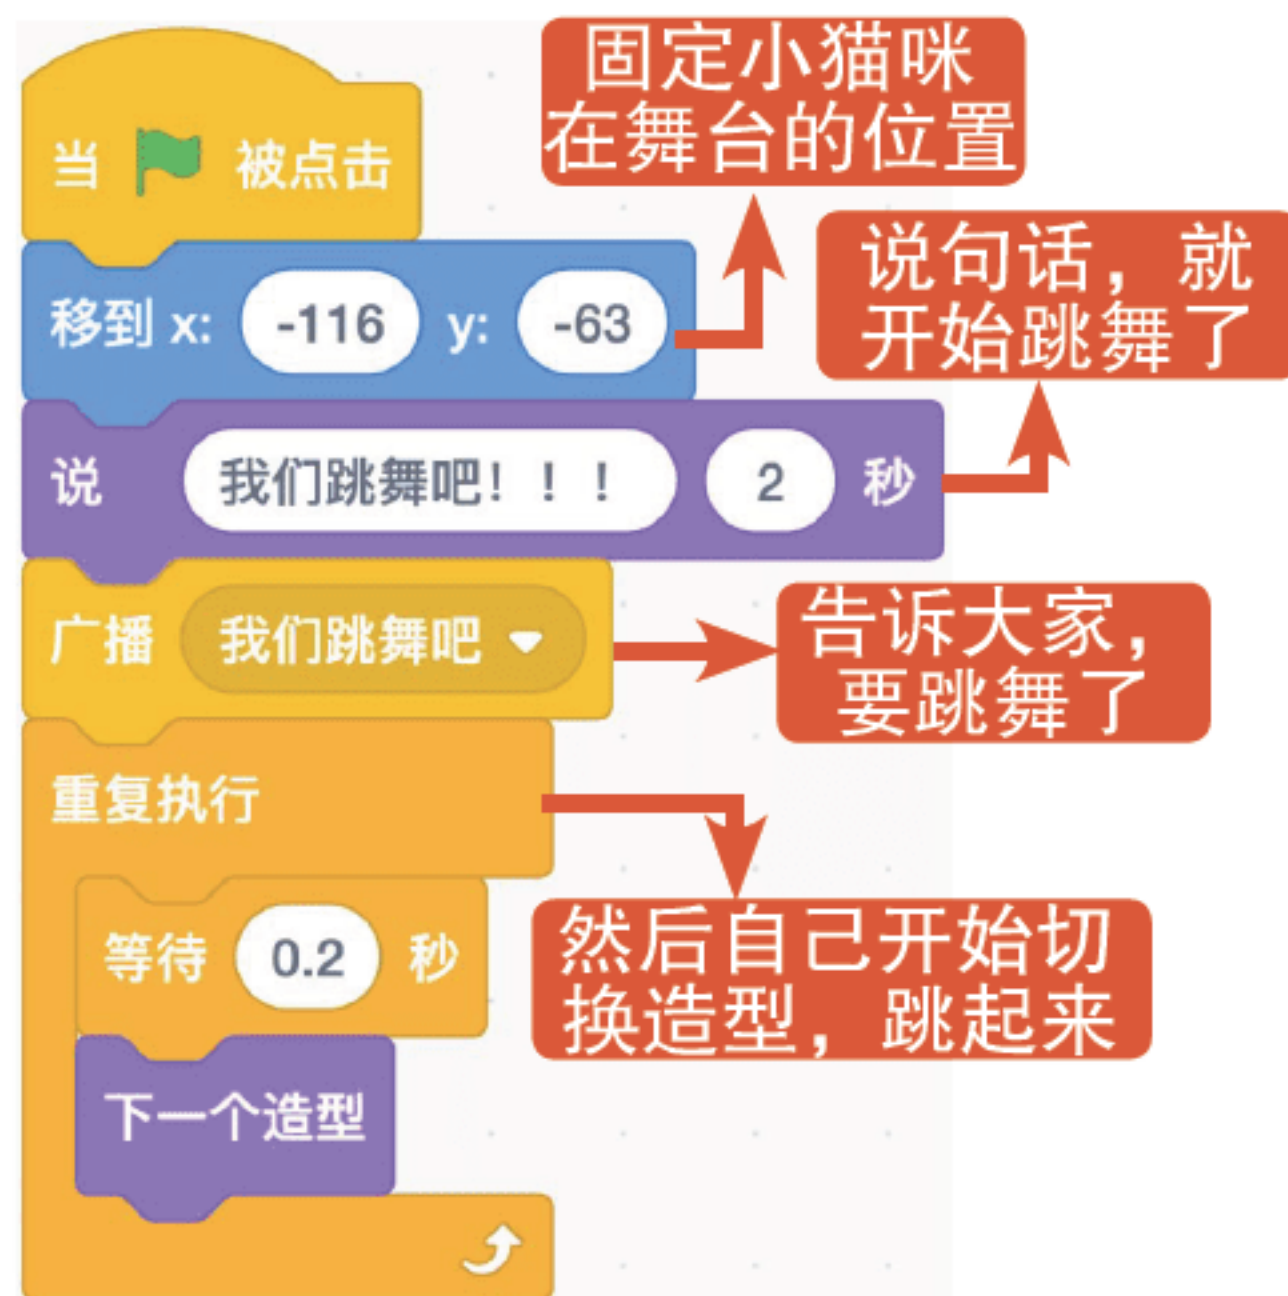 固定小猫咪
在舞台的位置
当 被点击
说句话，就
开始跳舞了
移到 x: -116 y: -63
说 我们跳舞吧！！！ 2 秒
广播 我们跳舞吧
告诉大家，
要跳舞了
重复执行
等待 0.2 秒
然后自己开始切
换造型，跳起来
下一个造型